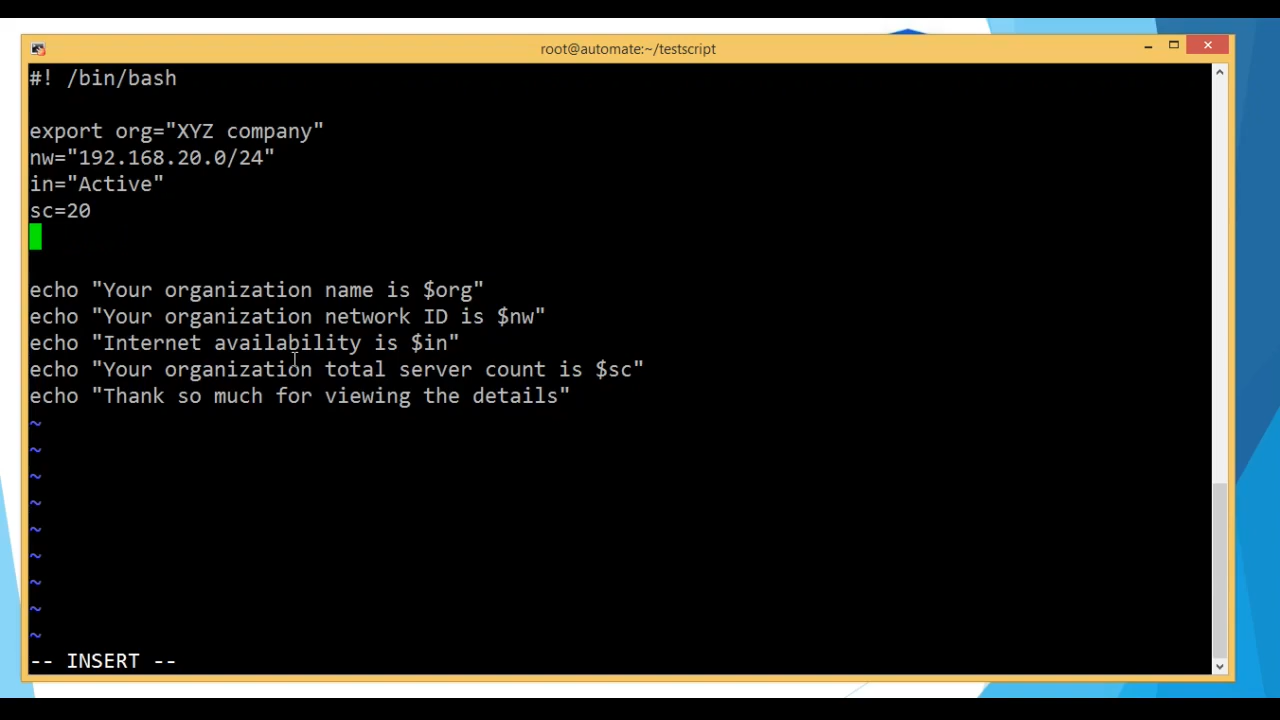 root@automate:~/testscript
#! /bin/bash
export org="XYZ company"
nw="192.168.20.0/24"
in="Active"
sc=20
echo "Your organization name is $org"
echo "Your organization network ID is $nw"
echo "Internet availability is $in"
echo "Your organization total server count is $sc"
echo "Thank so much for viewing the details"
~
~
~
~
~
~
~
~
~
-- INSERT --